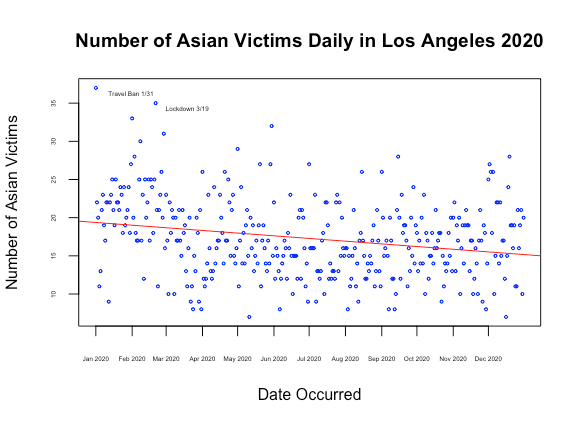 Number of Asian Victims Daily in Los Angeles 2020
Number of Asian Victims
35
30
25
20
15
10
Travel Ban 1/31
Lockdown 3/19
Jan 2020 Feb 2020 Mar 2020 Apr 2020 May 2020 Jun 2020 Jul 2020 Aug 2020 Sep 2020 Oct 2020 Nov 2020 Dec 2020
Date Occurred